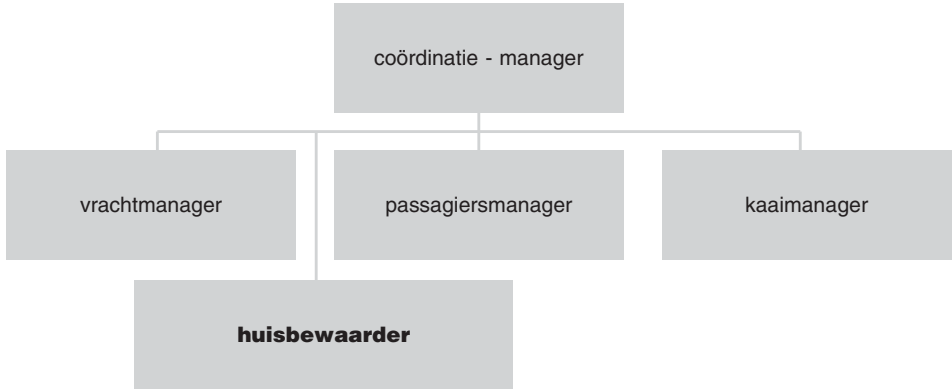 coördinatie - manager
vrachtmanager
passagiersmanager
kaaimanager
huisbewaarder